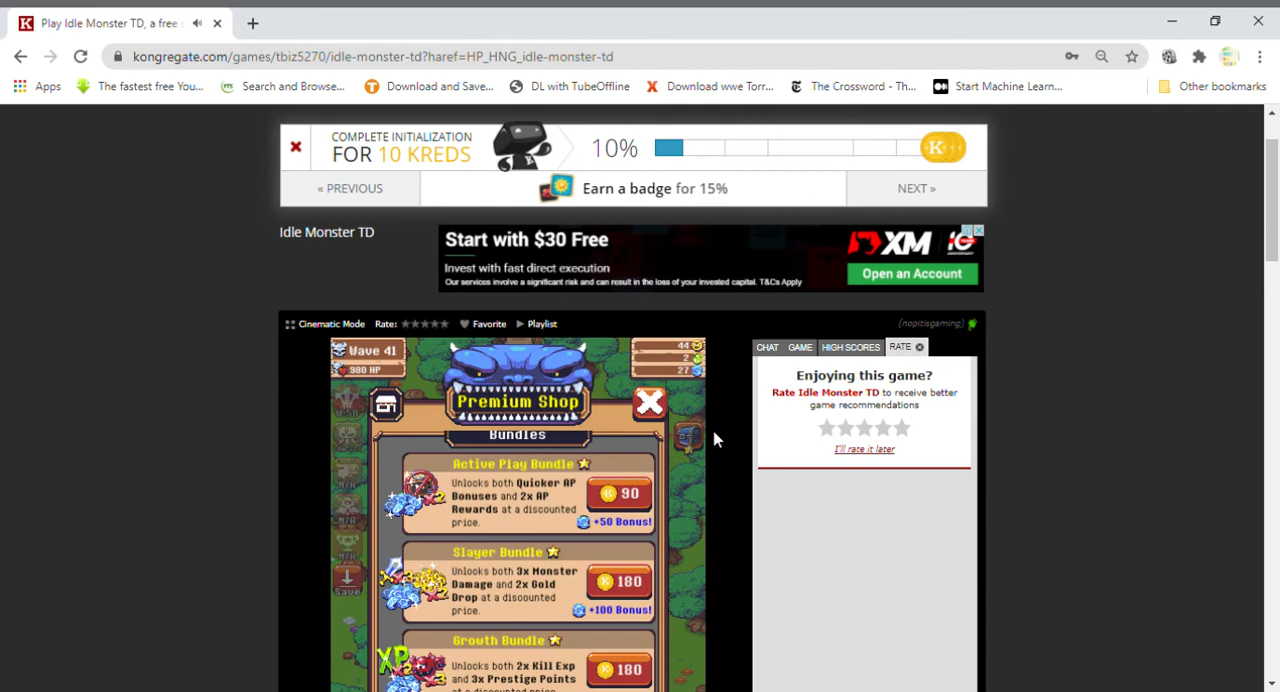 Play Idle Monster TD, a free
kongregate.com/games/tbiz5270/idle-monster-td?haref=HP_HNG_idle-monster-td
Apps
The fastest free You...
Search and Browse...
Download and Save...
DL with TubeOffline
Download wwe Torr...
The Crossword - Th...
Start Machine Learn...
Other bookmarks
COMPLETE INITIALIZATION
FOR 10 KREDS
10%
« PREVIOUS
Earn a badge for 15%
NEXT »
Idle Monster TD
Start with $30 Free
Invest with fast direct execution
Our services involve a significant risk and can result in the loss of your invested capital. T&Cs Apply
XM
Open an Account
Cinematic Mode
Rate:
Favorite
Playlist
(nopitisgaming)
CHAT
GAME
HIGH SCORES
RATE
Enjoying this game?
Rate Idle Monster TD to receive better
game recommendations
I'll rate it later
Wave 41
980 HP
44
2
27
Premium Shop
Bundles
Active Play Bundle
Unlocks both Quicker AP
Bonuses and 2x AP
Rewards at a discounted
price.
90
+50 Bonus!
Slayer Bundle
Unlocks both 3x Monster
Damage and 2x Gold
Drop at a discounted
price.
180
+100 Bonus!
Growth Bundle
Unlocks both 2x Kill Exp
and 3x Prestige Points
180
XP
Save